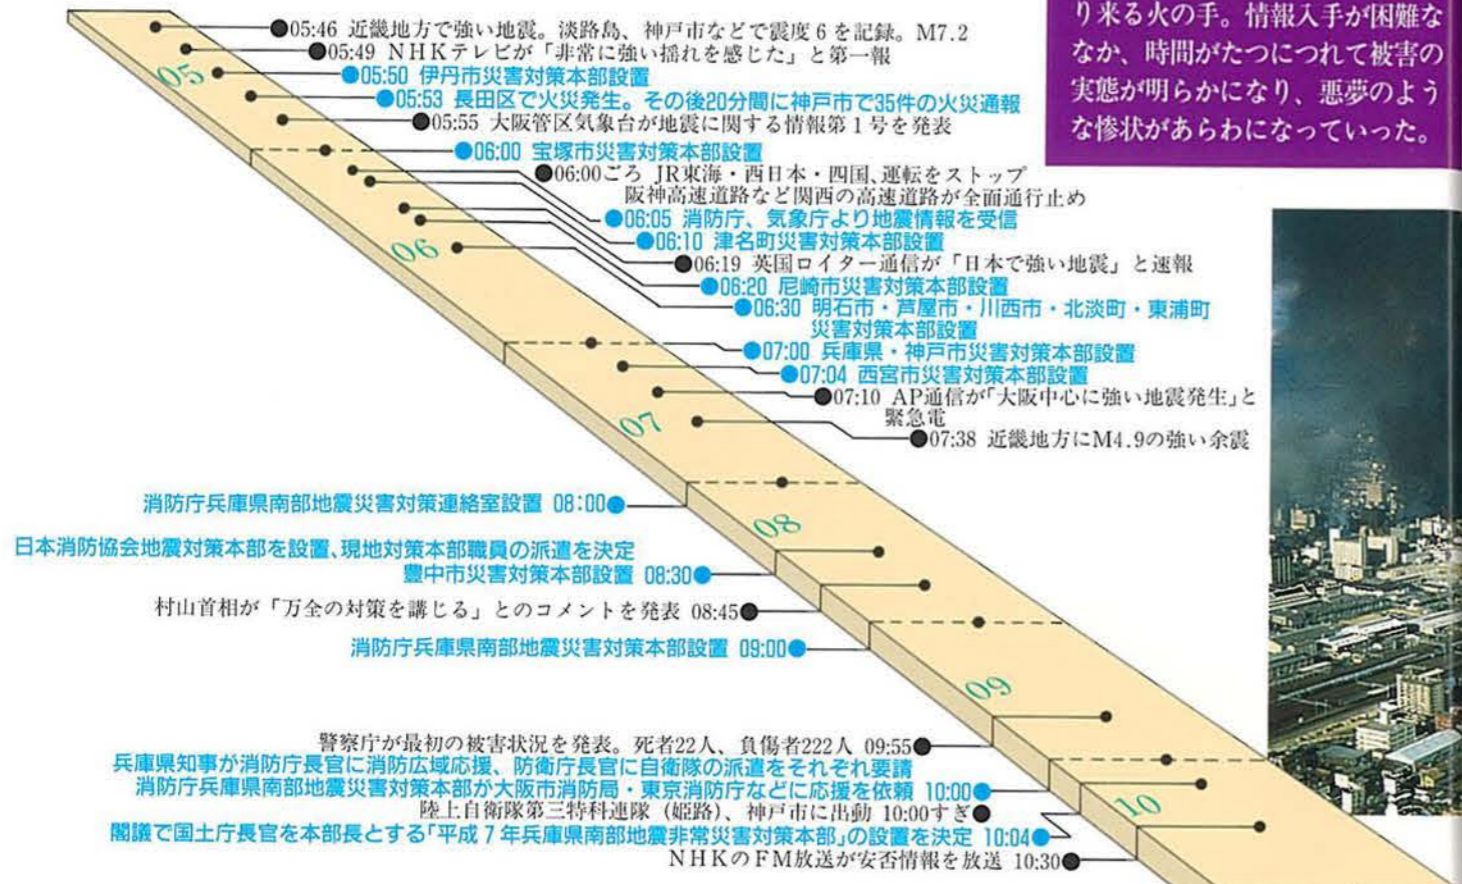 05:46 近畿地方で強い地震。淡路島、神戸市などで震度6を記録。M7.2
05:49 NHKテレビが「非常に強い揺れを感じた」と第一報
05
05:50 伊丹市災害対策本部設置
05:53 長田区で火災発生。その後20分間に神戸市で35件の火災通報
05:55 大阪管区気象台が地震に関する情報第1号を発表
06:00 宝塚市災害対策本部設置
06:00ごろ JR東海・西日本・四国、運転をストップ
阪神高速道路など関西の高速道路が全面通行止め
06:05 消防庁、気象庁より地震情報を受信
06:10 津名町災害対策本部設置
06
06:19 英国ロイター通信が「日本で強い地震」と速報
06:20 尼崎市災害対策本部設置
06:30 明石市・芦屋市・川西市・北淡町・東浦町
災害対策本部設置
07:00 兵庫県・神戸市災害対策本部設置
07:04 西宮市災害対策本部設置
07:10 AP通信が「大阪中心に強い地震発生」と
緊急電
07
07:38 近畿地方にM4.9の強い余震
消防庁兵庫県南部地震災害対策連絡室設置 08:00
08
日本消防協会地震対策本部を設置、現地対策本部職員の派遣を決定
豊中市災害対策本部設置 08:30
村山首相が「万全の対策を講じる」とのコメントを発表 08:45
消防庁兵庫県南部地震災害対策本部設置 09:00
09
警察庁が最初の被害状況を発表。死者22人、負傷者222人 09:55
兵庫県知事が消防庁長官に消防広域応援、防衛庁長官に自衛隊の派遣をそれぞれ要請
消防庁兵庫県南部地震災害対策本部が大阪市消防局・東京消防庁などに応援を依頼 10:00
10
陸上自衛隊第三特科連隊（姫路）、神戸市に出動 10:00すぎ
閣議で国土庁長官を本部長とする「平成7年兵庫県南部地震非常災害対策本部」の設置を決定 10:04
NHKのFM放送が安否情報を放送 10:30
り来る火の手。情報入手が困難な
なか、時間がたつにつれて被害の
実態が明らかになり、悪夢のよう
な惨状があらわになっていった。